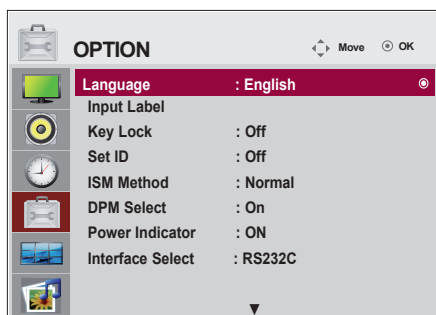 OPTION Move OK
Language : English
Input Label
Key Lock : Off
Set ID : Off
ISM Method : Normal
DPM Select : On
Power Indicator : ON
Interface Select : RS232C